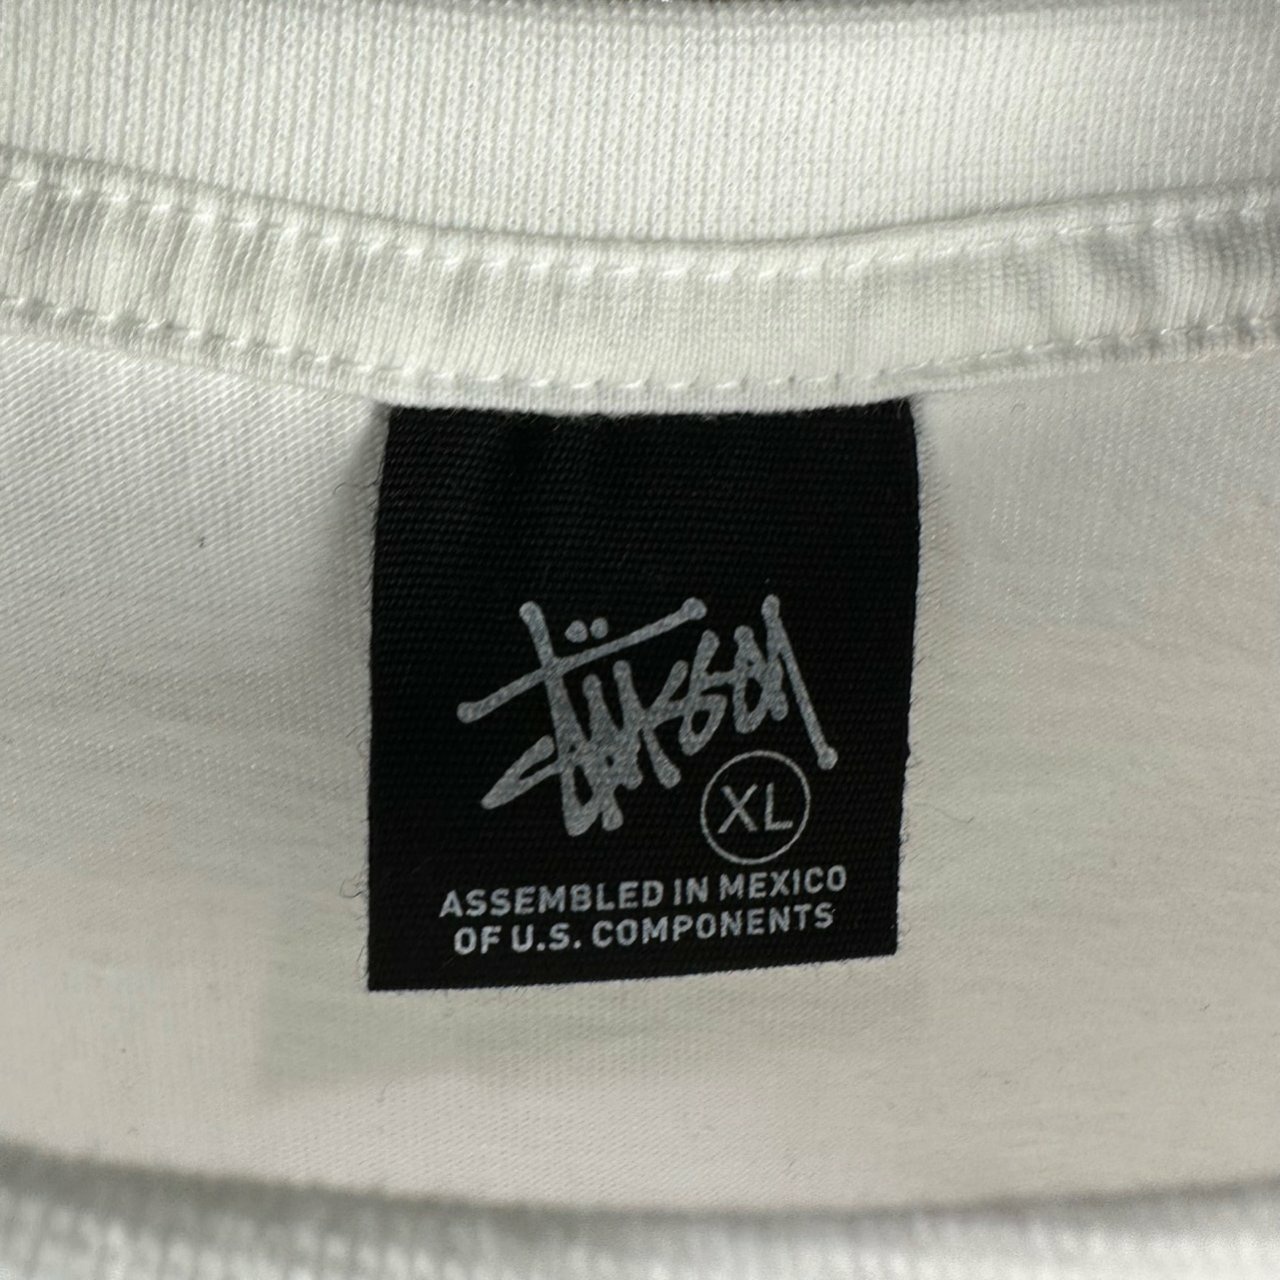 Stüssy
XL
ASSEMBLED IN MEXICO
OF U.S. COMPONENTS